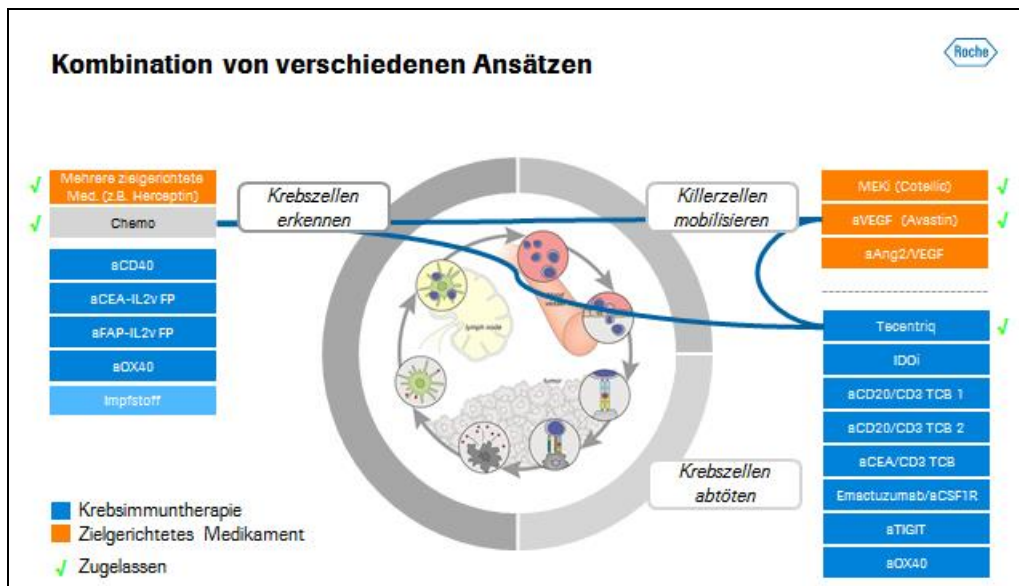 Kombination von verschiedenen Ansätzen
Roche
√
Mehrere zielgerichtete
Med. (z.B. Herceptin)
√
Chemo
aCD40
aCEA-IL2v FP
aFAP-IL2v FP
aOX40
Impfstoff
Krebszellen
erkennen
Killerzellen
mobilisieren
Krebszellen
abtöten
lymph node
tumor
MEKi (Cotellic)
√
aVEGF (Avastin)
√
aAng2/VEGF
Tecentriq
√
IDOi
aCD20/CD3 TCB 1
aCD20/CD3 TCB 2
aCEA/CD3 TCB
Emactuzumab/aCSF1R
aTIGIT
aOX40
Krebsimmuntherapie
Zielgerichtetes Medikament
√ Zugelassen